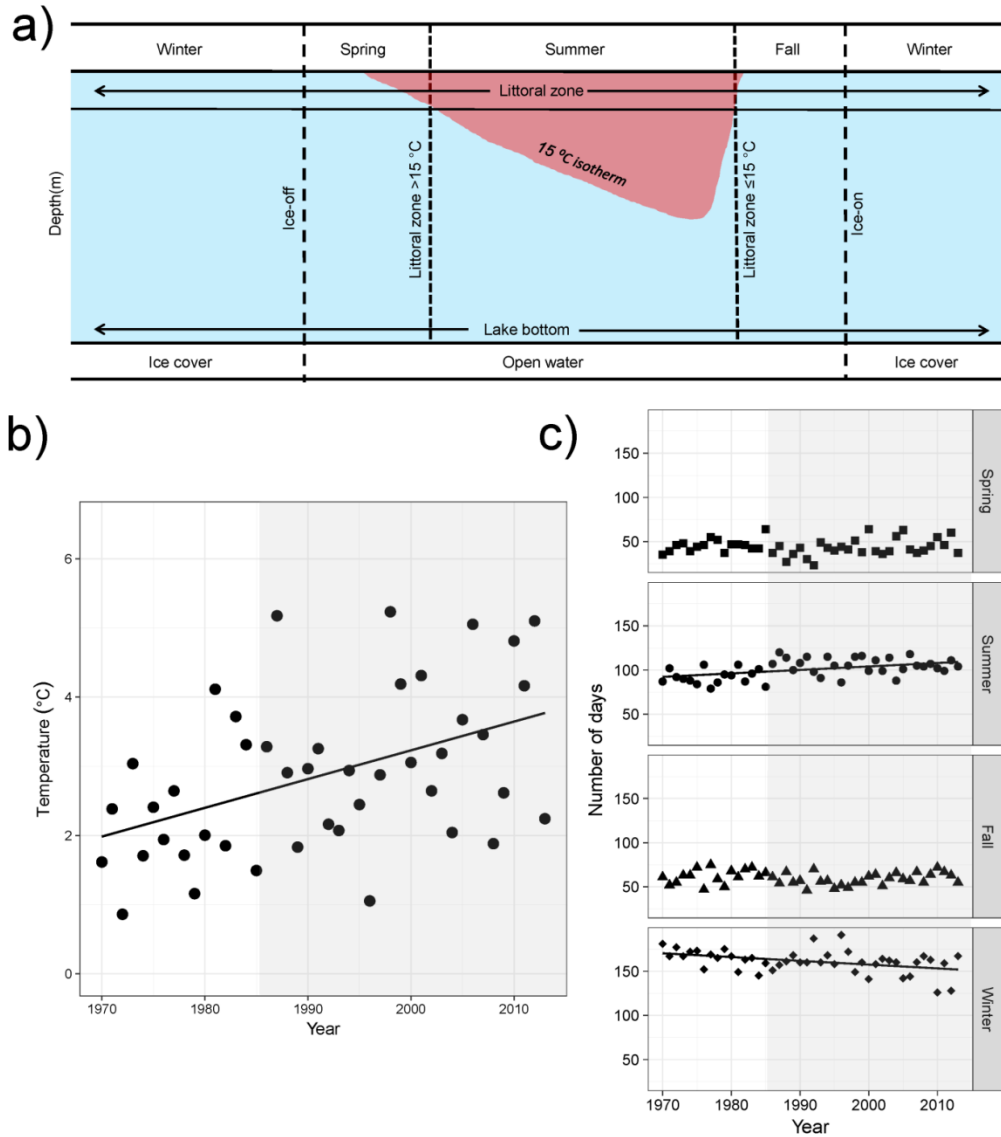 a)
Winter Spring Summer Fall Winter
Littoral zone
15 °C isotherm
Depth(m)
Ice-off
Littoral zone >15 °C
Littoral zone ≤15 °C
Ice-on
Lake bottom
Ice cover Open water Ice cover
b)
Temperature (°C)
6
4
2
0
1970 1980 1990 2000 2010
Year
c)
Number of days
150
100
50
Spring
150
100
50
Summer
150
100
50
Fall
150
100
50
Winter
1970 1980 1990 2000 2010
Year